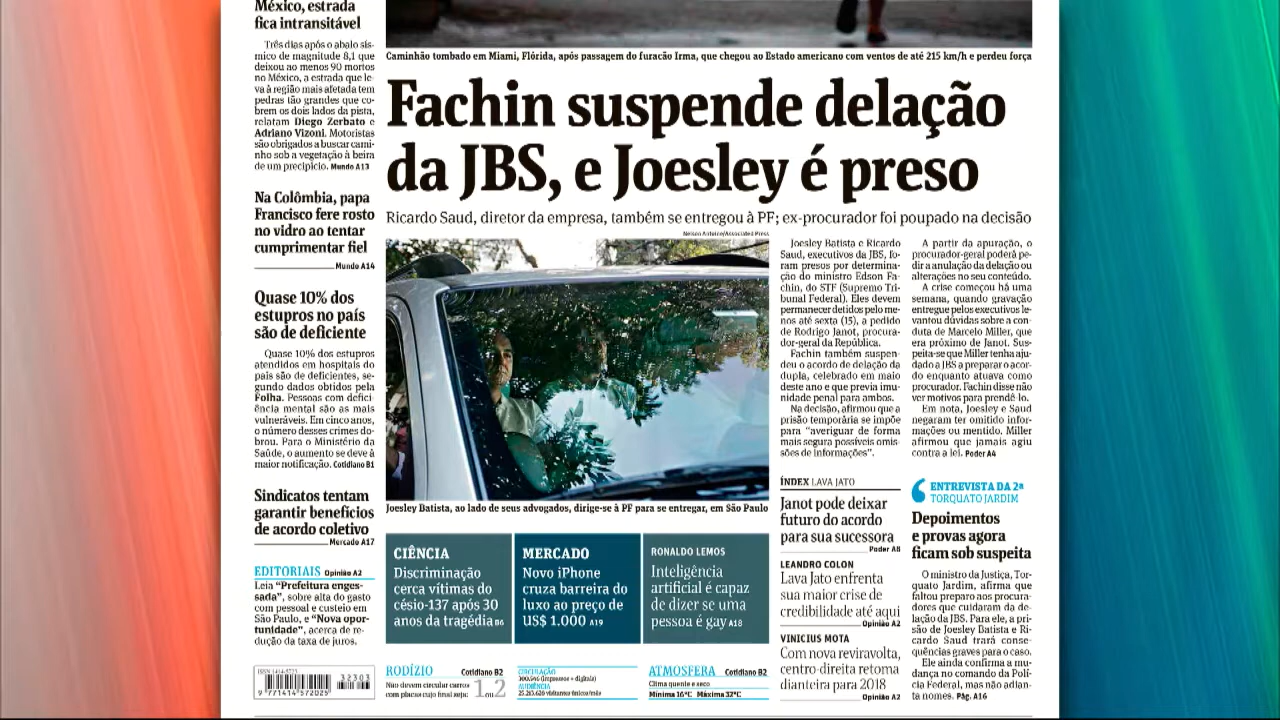 México, estrada
fica intransitável
Três dias após o abalo sís-
mico de magnitude 8,1 que
deixou ao menos 90 mortos
no México, a estrada que le-
va à região mais afetada tem
pedras tão grandes que co-
brem os dois lados da pista,
relatam Diego Zerbato e
Adriano Vizoni. Motoristas
são obrigados a buscar cami-
nho sob a vegetação à beira
de um precipício. Mundo A13
Na Colômbia, papa
Francisco fere rosto
no vidro ao tentar
cumprimentar fiel
Mundo A14
Quase 10% dos
estupros no país
são de deficiente
Quase 10% dos estupros
atendidos em hospitais do
país são de deficientes, se-
gundo dados obtidos pela
Folha. Pessoas com defici-
ência mental são as mais
vulneráveis. Em cinco anos,
o número desses crimes do-
brou. Para o Ministério da
Saúde, o aumento se deve à
maior notificação. Cotidiano B1
Sindicatos tentam
garantir benefícios
de acordo coletivo
Mercado A17
EDITORIAIS Opinião A2
Leia “Prefeitura enges-
sada”, sobre alta do gasto
com pessoal e custeio em
São Paulo, e “Nova opor-
tunidade”, acerca de re-
dução da taxa de juros.
ISSN 1414-5723
32303
9 771414 572025
Caminhão tombado em Miami, Flórida, após passagem do furacão Irma, que chegou ao Estado americano com ventos de até 215 km/h e perdeu força
Fachin suspende delação
da JBS, e Joesley é preso
Ricardo Saud, diretor da empresa, também se entregou à PF; ex-procurador foi poupado na decisão
Nelson Antoine/Associated Press
Joesley Batista, ao lado de seus advogados, dirige-se à PF para se entregar, em São Paulo
Joesley Batista e Ricardo
Saud, executivos da JBS, fo-
ram presos por determina-
ção do ministro Edson Fa-
chin, do STF (Supremo Tri-
bunal Federal). Eles devem
permanecer detidos pelo me-
nos até sexta (15), a pedido
de Rodrigo Janot, procura-
dor-geral da República.
Fachin também suspen-
deu o acordo de delação da
dupla, celebrado em maio
deste ano e que previa imu-
nidade penal para ambos.
Na decisão, afirmou que a
prisão temporária se impõe
para “averiguar de forma
mais segura possíveis omis-
sões de informações”.
A partir da apuração, o
procurador-geral poderá pe-
dir a anulação da delação ou
alterações no seu conteúdo.
A crise começou há uma
semana, quando gravação
entregue pelos executivos le-
vantou dúvidas sobre a con-
duta de Marcelo Miller, que
era próximo de Janot. Sus-
peita-se que Miller tenha aju-
dado a JBS a preparar o acor-
do enquanto atuava como
procurador. Fachin disse não
ver motivos para prendê-lo.
Em nota, Joesley e Saud
negaram ter omitido infor-
mações ou mentido. Miller
afirmou que jamais agiu
contra a lei. Poder A4
CIÊNCIA
Discriminação
cerca vítimas do
césio-137 após 30
anos da tragédia B6
MERCADO
Novo iPhone
cruza barreira do
luxo ao preço de
US$ 1.000 A19
RONALDO LEMOS
Inteligência
artificial é capaz
de dizer se uma
pessoa é gay A18
RODÍZIO Cotidiano B2
Não devem circular carros
com placas cujo final seja: 1 e 2
CIRCULAÇÃO
AUDIÊNCIA
ATMOSFERA Cotidiano B2
Clima quente e seco
Mínima 16°C Máxima 32°C
ÍNDEX LAVA JATO
Janot pode deixar
futuro do acordo
para sua sucessora
Poder A8
LEANDRO COLON
Lava Jato enfrenta
sua maior crise de
credibilidade até aqui
Opinião A2
VINICIUS MOTA
Com nova reviravolta,
centro-direita retoma
dianteira para 2018
Opinião A2
ENTREVISTA DA 2ª
TORQUATO JARDIM
Depoimentos
e provas agora
ficam sob suspeita
O ministro da Justiça, Tor-
quato Jardim, afirma que
faltou preparo aos procura-
dores que cuidaram da de-
lação da JBS. Para ele, a pri-
são de Joesley Batista e Ri-
cardo Saud trará conse-
quências graves para o caso.
Ele ainda confirma a mu-
dança no comando da Polí-
cia Federal, mas não adian-
ta nomes. Pág. A16